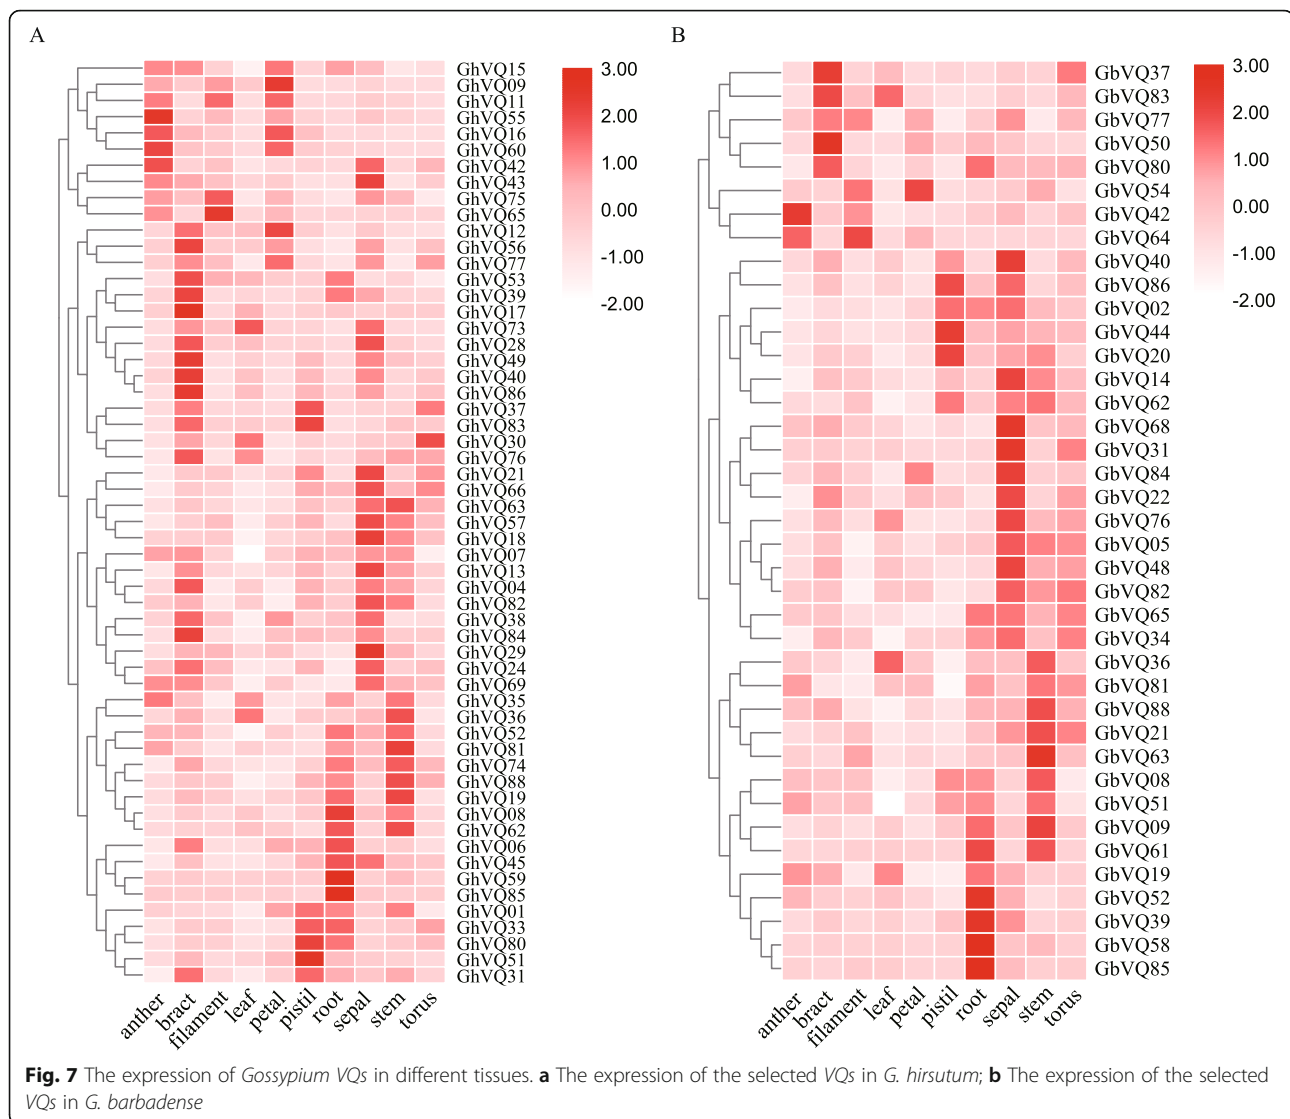 A
GhVQ15
GhVQ09
GhVQ11
GhVQ55
GhVQ16
GhVQ60
GhVQ42
GhVQ43
GhVQ75
GhVQ65
GhVQ12
GhVQ56
GhVQ77
GhVQ53
GhVQ39
GhVQ17
GhVQ73
GhVQ28
GhVQ49
GhVQ40
GhVQ86
GhVQ37
GhVQ83
GhVQ30
GhVQ76
GhVQ21
GhVQ66
GhVQ63
GhVQ57
GhVQ18
GhVQ07
GhVQ13
GhVQ04
GhVQ82
GhVQ38
GhVQ84
GhVQ29
GhVQ24
GhVQ69
GhVQ35
GhVQ36
GhVQ52
GhVQ81
GhVQ74
GhVQ88
GhVQ19
GhVQ08
GhVQ62
GhVQ06
GhVQ45
GhVQ59
GhVQ85
GhVQ01
GhVQ33
GhVQ80
GhVQ51
GhVQ31
3.00
2.00
1.00
0.00
-1.00
-2.00
anther
bract
filament
leaf
petal
pistil
root
sepal
stem
torus
B
GbVQ37
GbVQ83
GbVQ77
GbVQ50
GbVQ80
GbVQ54
GbVQ42
GbVQ64
GbVQ40
GbVQ86
GbVQ02
GbVQ44
GbVQ20
GbVQ14
GbVQ62
GbVQ68
GbVQ31
GbVQ84
GbVQ22
GbVQ76
GbVQ05
GbVQ48
GbVQ82
GbVQ65
GbVQ34
GbVQ36
GbVQ81
GbVQ88
GbVQ21
GbVQ63
GbVQ08
GbVQ51
GbVQ09
GbVQ61
GbVQ19
GbVQ52
GbVQ39
GbVQ58
GbVQ85
3.00
2.00
1.00
0.00
-1.00
-2.00
anther
bract
filament
leaf
petal
pistil
root
sepal
stem
torus
Fig. 7 The expression of Gossypium VQs in different tissues. a The expression of the selected VQs in G. hirsutum; b The expression of the selected
VQs in G. barbadense